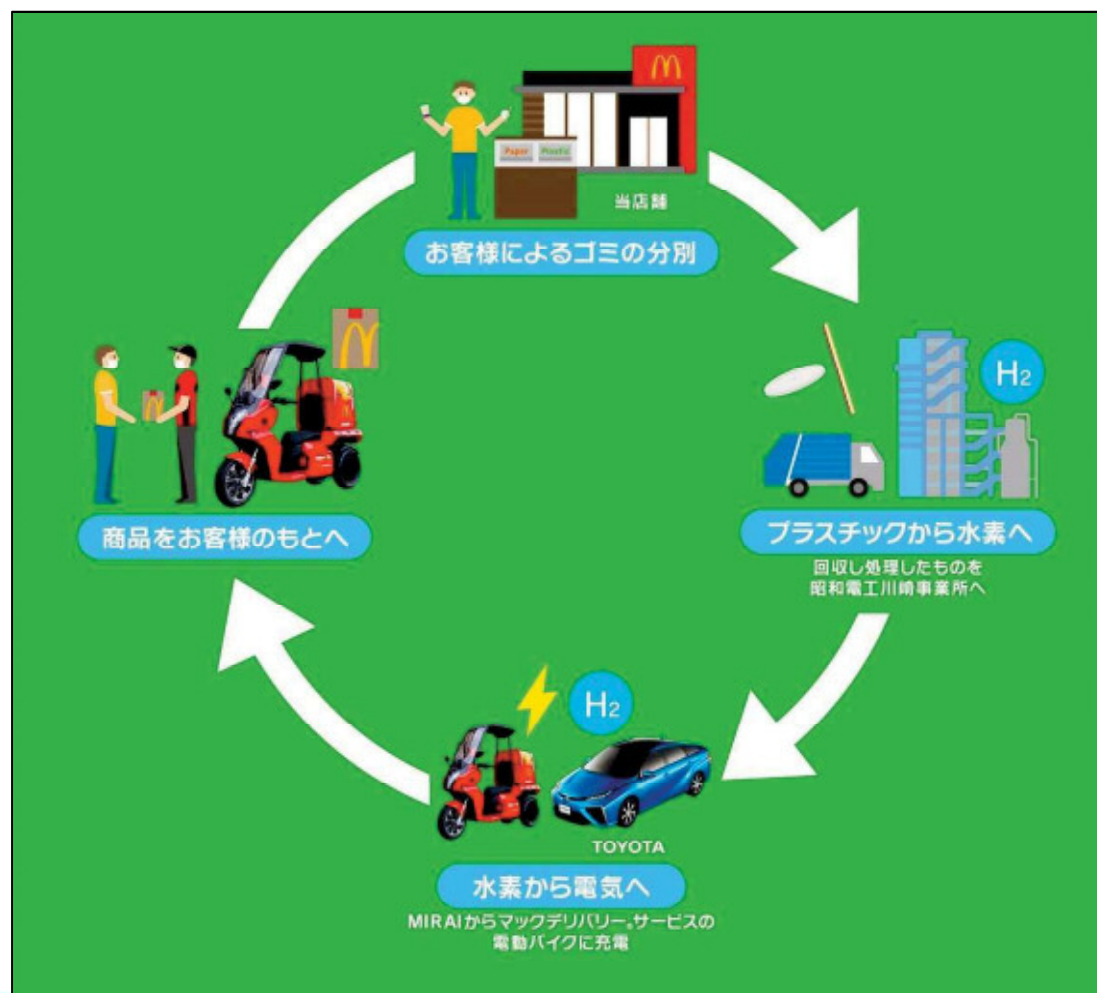 Paper Plastic
当店舗
お客様によるゴミの分別
H2
プラスチックから水素へ
回収し処理したものを
昭和電工川崎事業所へ
商品をお客様のもとへ
H2
TOYOTA
水素から電気へ
MIRAIからマックデリバリー®サービスの
電動バイクに充電